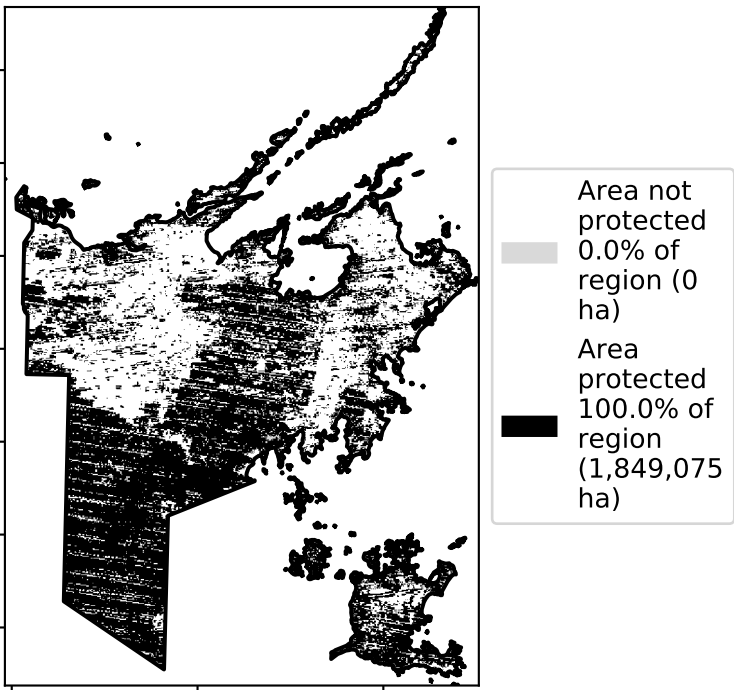 Area not
protected
0.0% of
region (0
ha)
Area
protected
100.0% of
region
(1,849,075
ha)